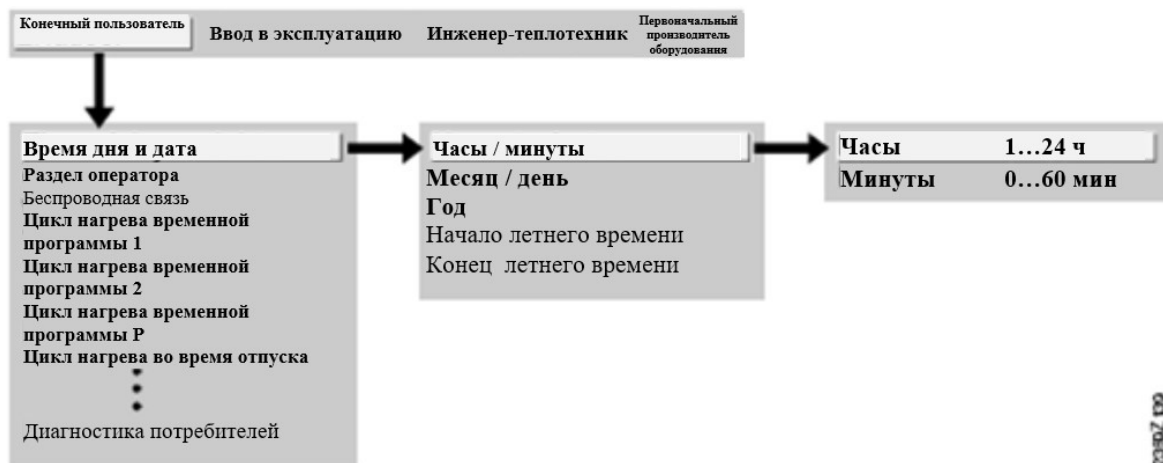 Конечный пользователь
Ввод в эксплуатацию
Инженер-теплотехник
Первоначальный
производитель
оборудования
Время дня и дата
Раздел оператора
Беспроводная связь
Цикл нагрева временной
программы 1
Цикл нагрева временной
программы 2
Цикл нагрева временной
программы Р
Цикл нагрева во время отпуска
Диагностика потребителей
Часы / минуты
Месяц / день
Год
Начало летнего времени
Конец летнего времени
Часы 1…24 ч
Минуты 0…60 мин